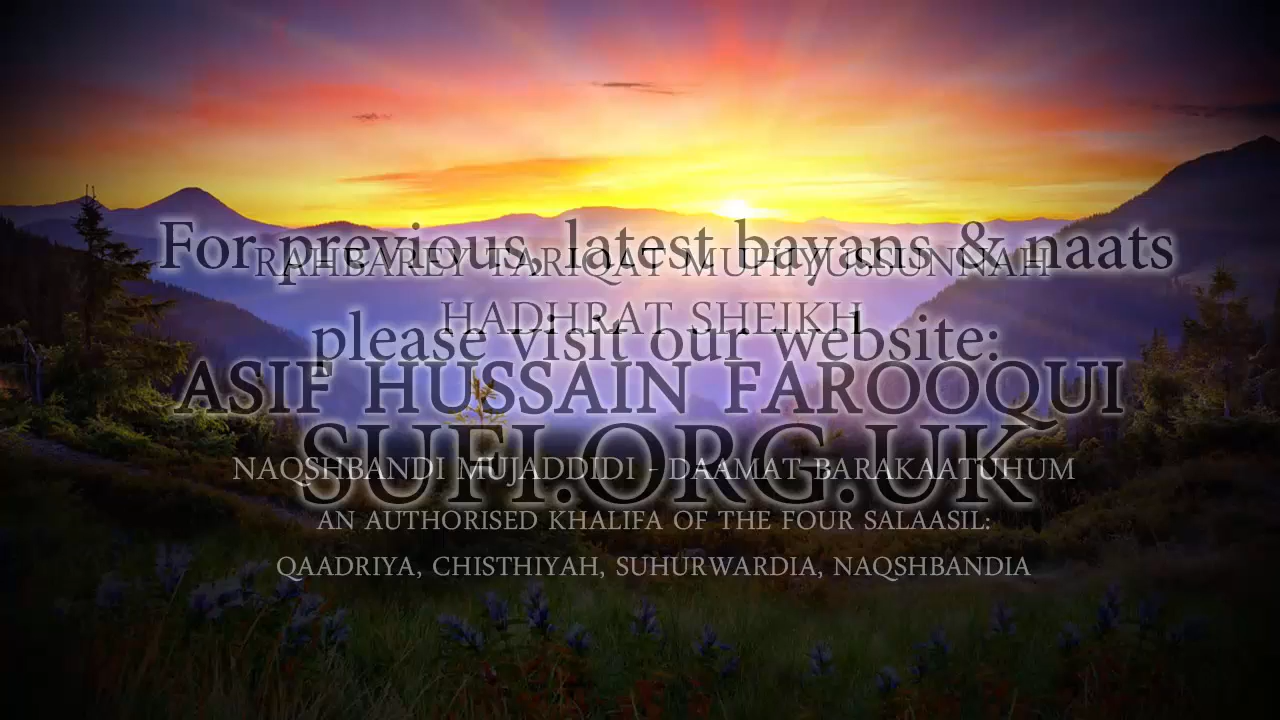 For previous, latest bayans & naats
RAHBAREY TARIQAT MUHIYUSSUNNAH
HADHRAT SHEIKH
please visit our website:
ASIF HUSSAIN FAROOQUI
SUFI.ORG.UK
NAQSHBANDI MUJADDIDI - DAAMAT BARAKAATUHUM
AN AUTHORISED KHALIFA OF THE FOUR SALAASIL:
QAADRIYA, CHISTHIYAH, SUHURWARDIA, NAQSHBANDIA